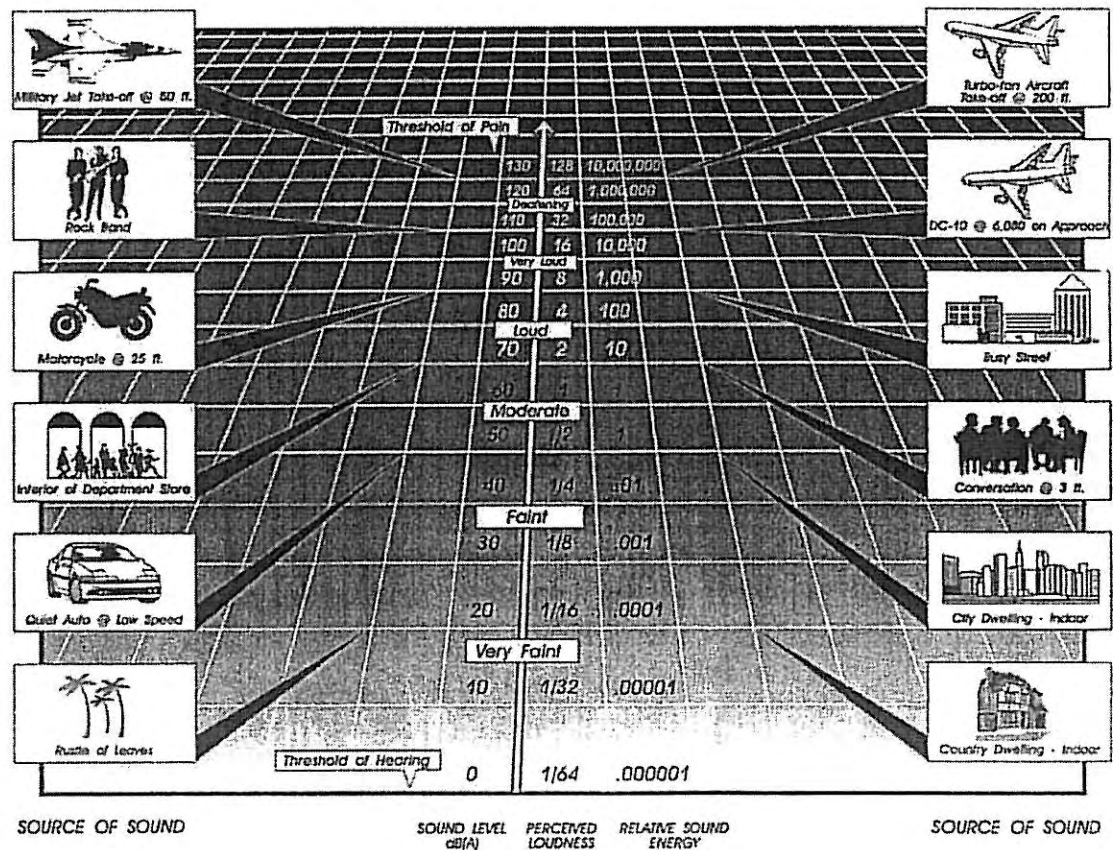 Military Jet Take-off @ 50 ft.
Turbo-fan Aircraft
Take-off @ 200 ft.
Threshold of Pain
130 128 10,000,000
120 64 1,000,000
Deafening
110 32 100,000
Rock Band
DC-10 @ 6,080 on Approach
100 16 10,000
Very Loud
90 8 1,000
80 4 100
Loud
70 2 10
Motorcycle @ 25 ft.
Busy Street
60 1
Moderate
50 1/2 .1
Interior of Department Store
40 1/4 .01
Conversation @ 3 ft.
Faint
30 1/8 .001
Quiet Auto @ Low Speed
20 1/16 .0001
City Dwelling - Indoor
Very Faint
10 1/32 .00001
Rustle of Leaves
Country Dwelling - Indoor
Threshold of Hearing
0 1/64 .000001
SOURCE OF SOUND
SOUND LEVEL
dB(A)
PERCEIVED
LOUDNESS
RELATIVE SOUND
ENERGY
SOURCE OF SOUND